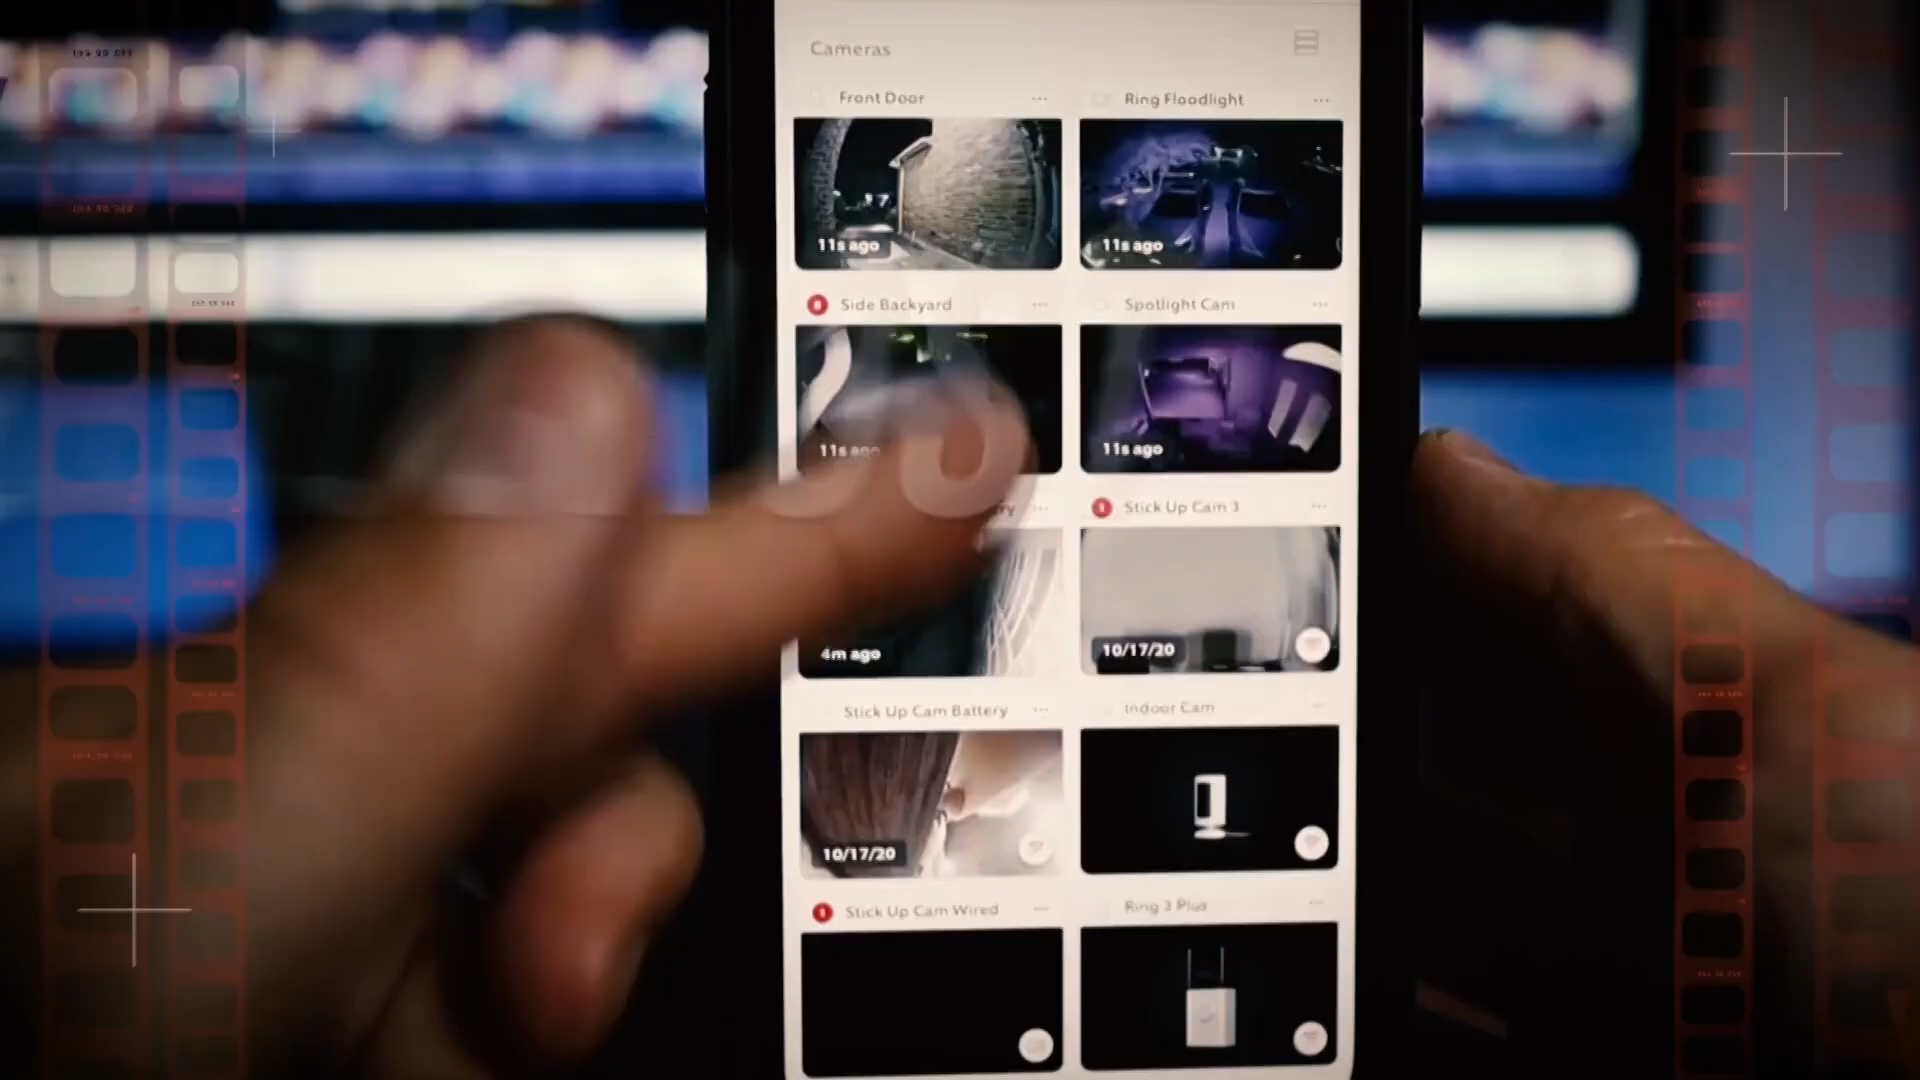 Cameras
Front Door
Ring Floodlight
11s ago
11s ago
Side Backyard
Spotlight Cam
11s ago
11s ago
Stick Up Cam 3
4m ago
10/17/20
Stick Up Cam Battery
Indoor Cam
10/17/20
Stick Up Cam Wired
Ring 3 Plus